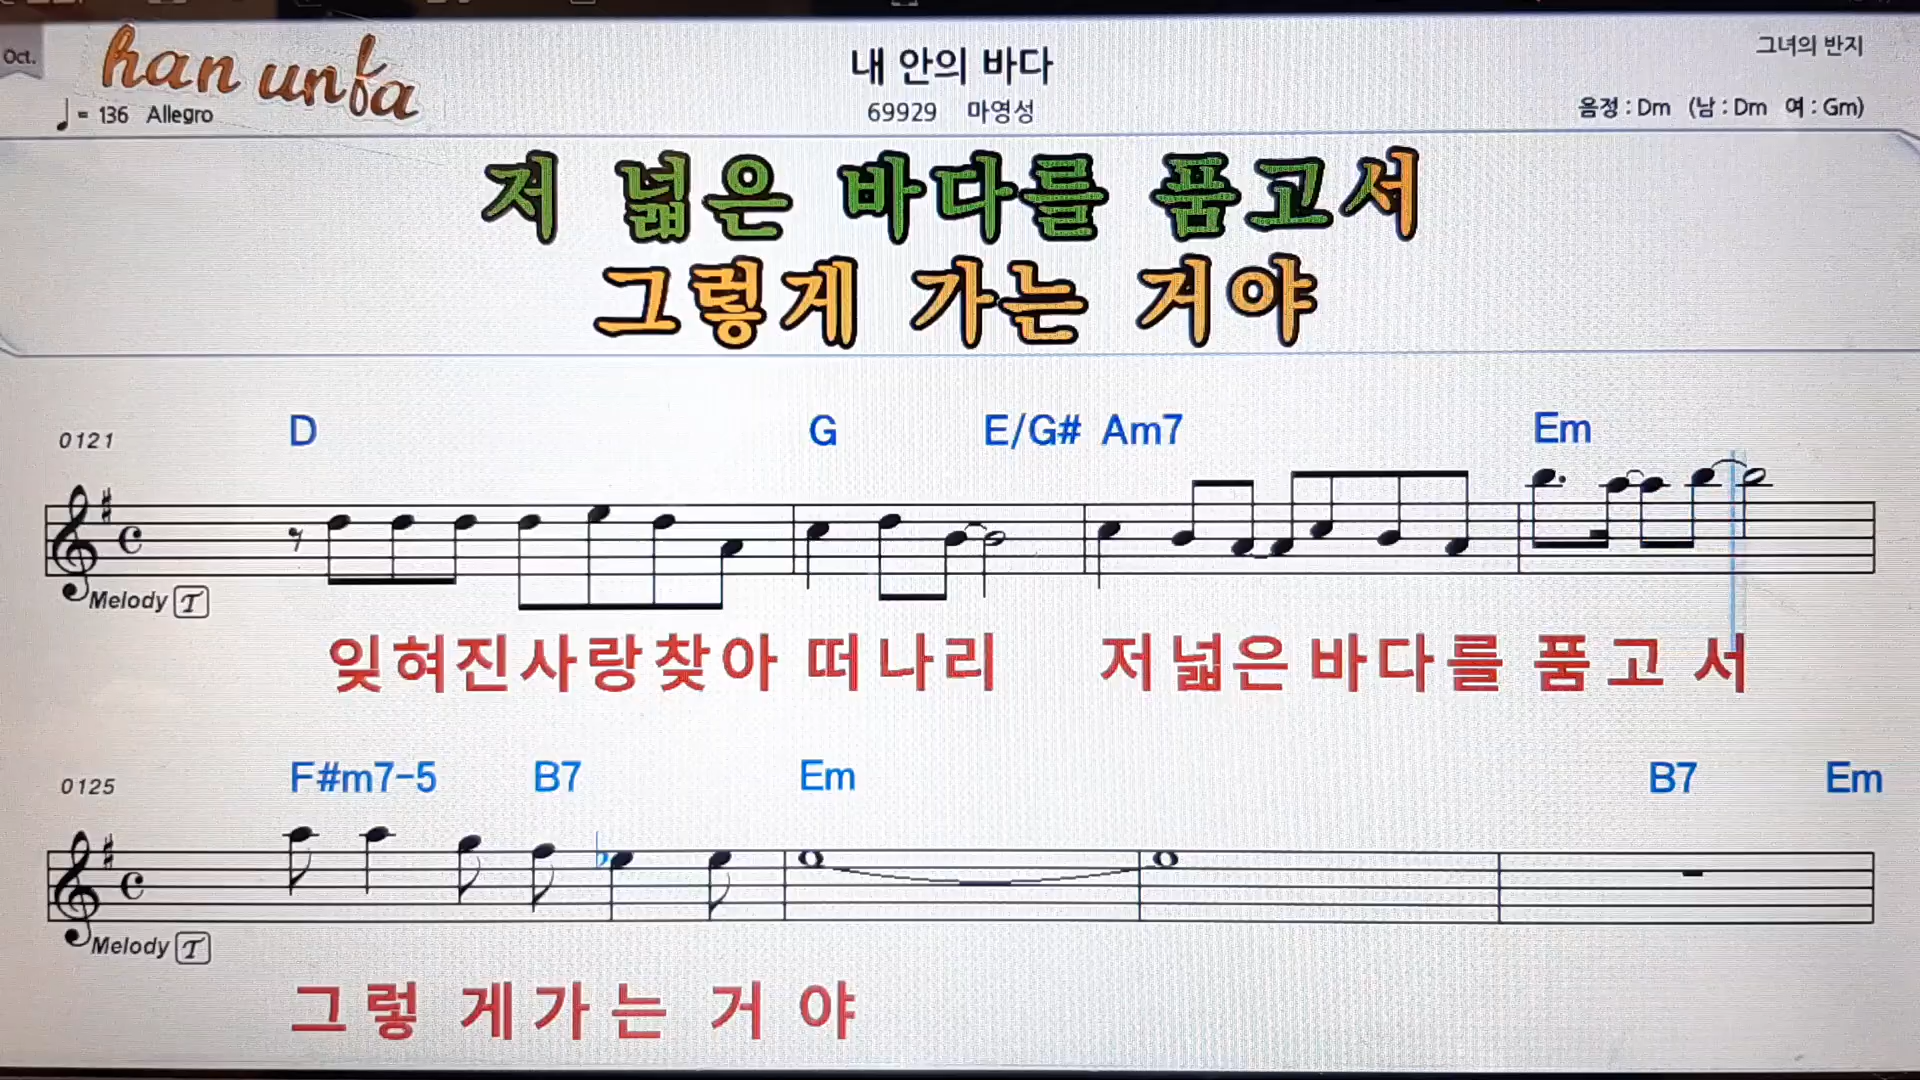 Oct.
han unfa
내 안의 바다
그녀의 반지
♩= 136 Allegro
69929 마영성
음정 : Dm (남 : Dm 여 : Gm)
저 넓은 바다를 품고서
그렇게 가는 거야
0121 D G E/G# Am7 Em
Melody T
잊혀진사랑찾아 떠나리 저넓은바다를 품고 서
0125 F#m7-5 B7 Em B7 Em
Melody T
그렇 게가는 거 야